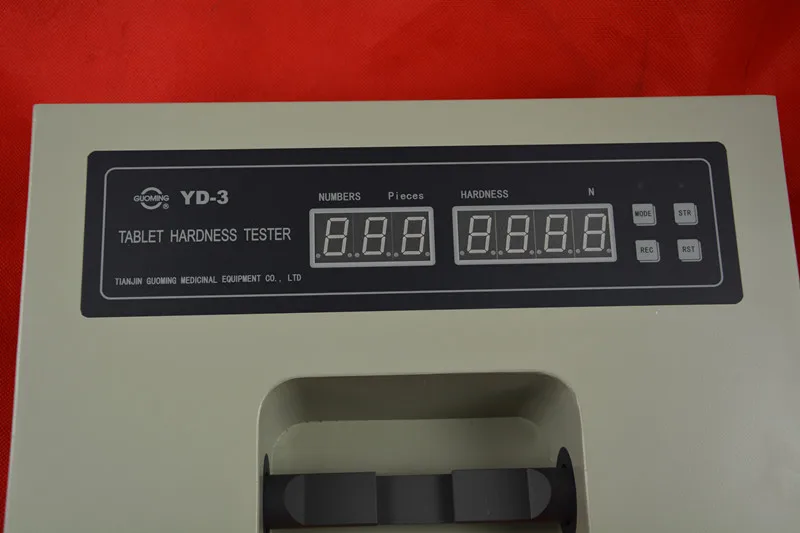 GUOMING ®
YD-3
TABLET HARDNESS TESTER
TIANJIN GUOMING MEDICINAL EQUIPMENT CO., LTD
NUMBERS Pieces
HARDNESS N
MODE STR
REC RST